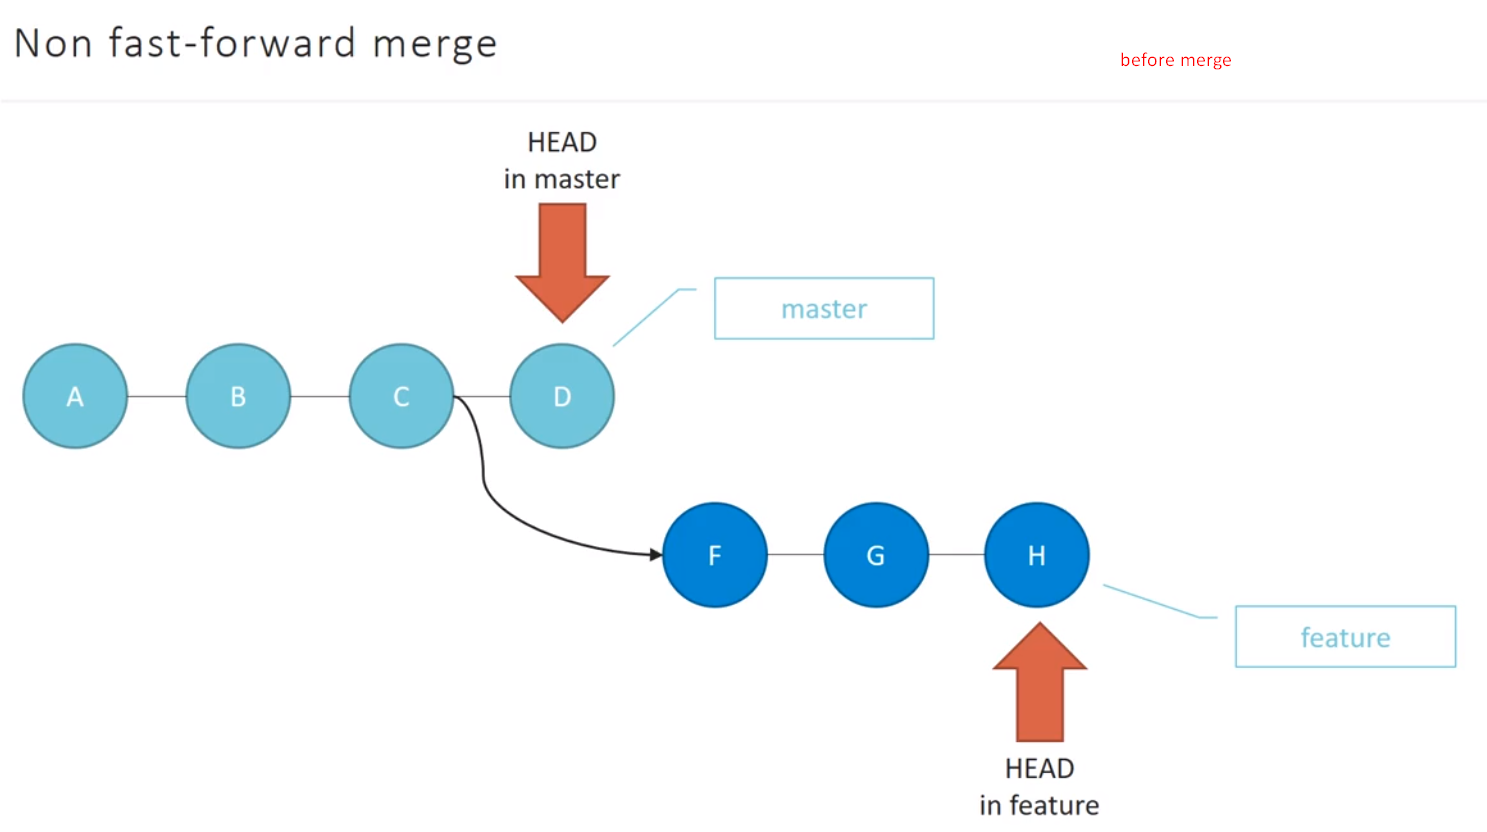 Non fast-forward merge
before merge
HEAD
in master
master
A
B
C
D
F
G
H
feature
HEAD
in feature